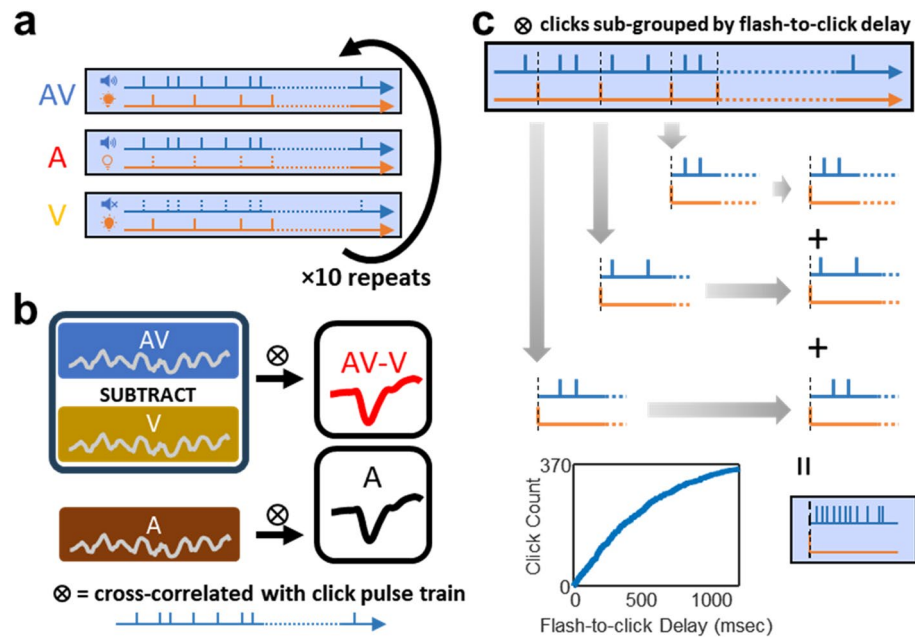 a
AV
A
V
×10 repeats
b
AV
SUBTRACT
V
⊗
AV-V
A
⊗
A
⊗ = cross-correlated with click pulse train
c
⊗ clicks sub-grouped by flash-to-click delay
+
+
=
370
0
Click Count
0 500 1000
Flash-to-click Delay (msec)